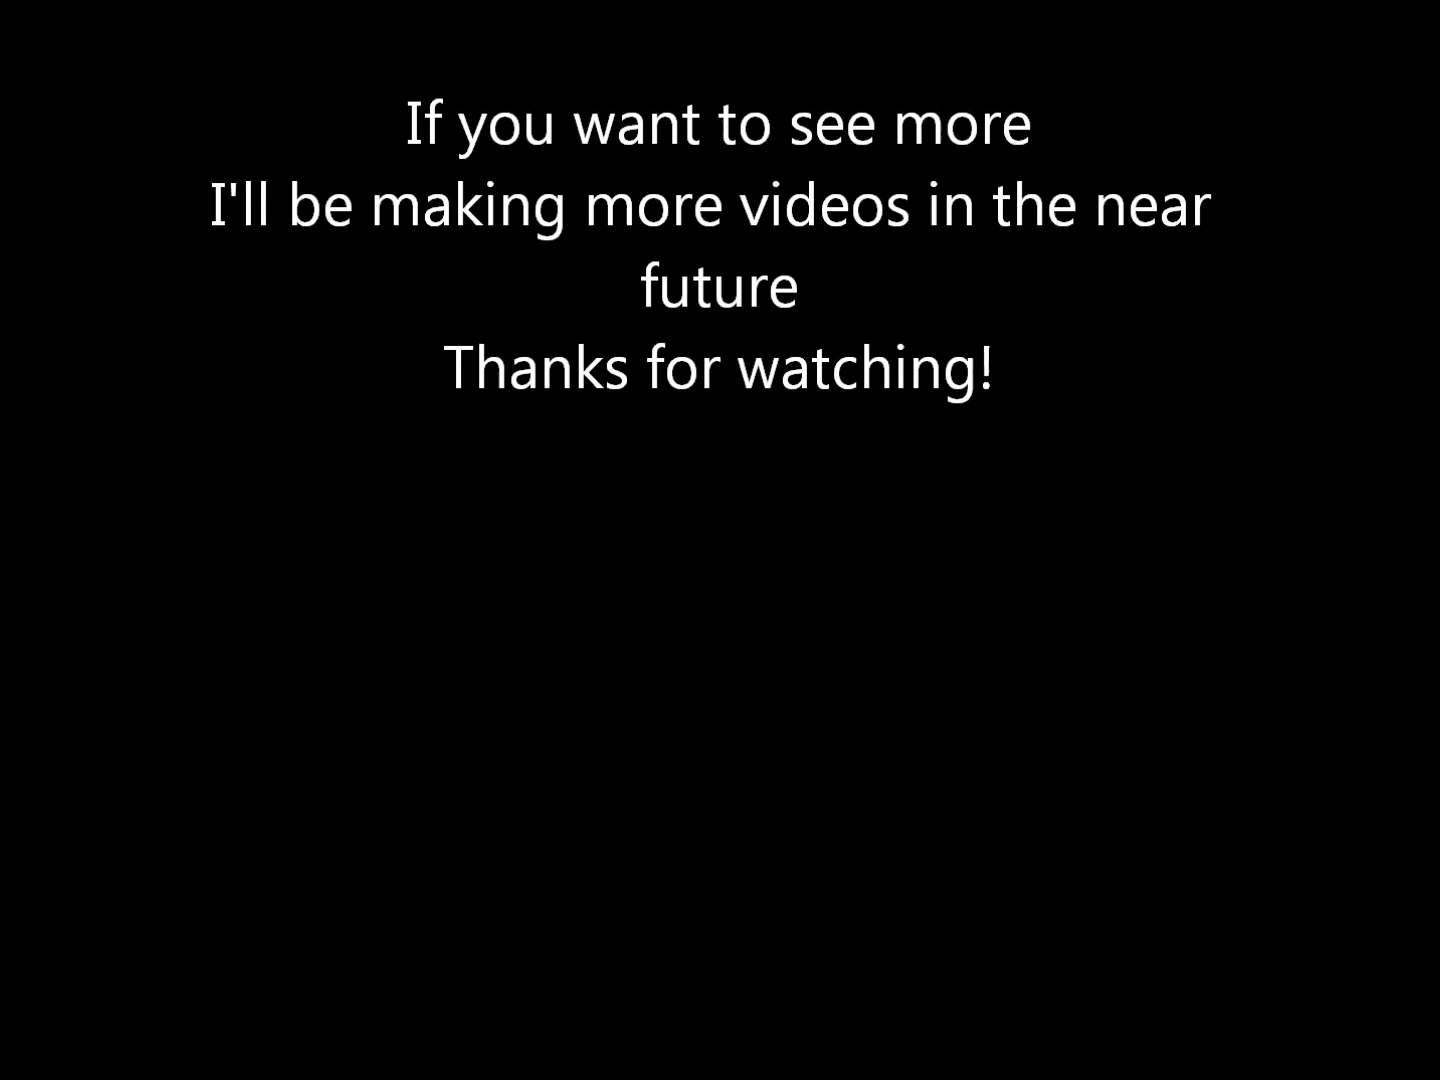 If you want to see more
I'll be making more videos in the near
future
Thanks for watching!